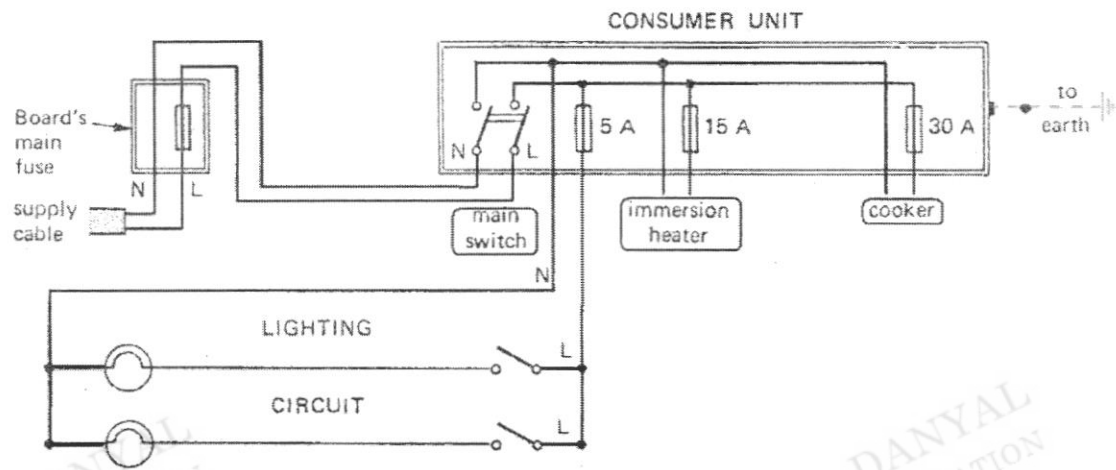 CONSUMER UNIT
Board's
main
fuse
N
L
supply
cable
N
L
5 A
15 A
30 A
to
earth
main
switch
immersion
heater
cooker
N
LIGHTING
L
CIRCUIT
L
DANYAL